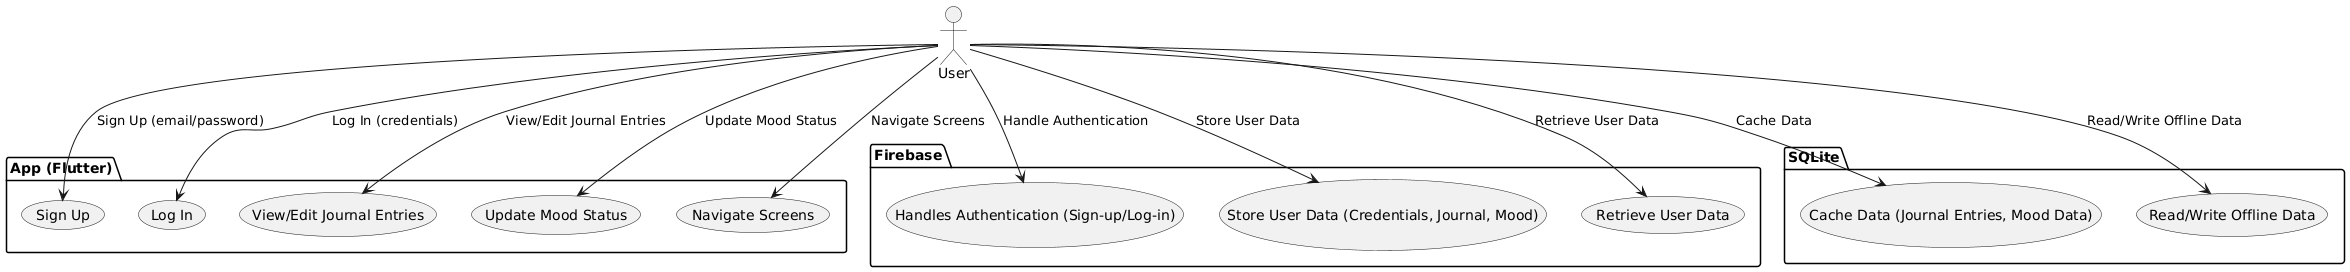 User
Sign Up (email/password)
Log In (credentials)
View/Edit Journal Entries
Update Mood Status
Navigate Screens
Handle Authentication
Store User Data
Retrieve User Data
Cache Data
Read/Write Offline Data
App (Flutter)
Sign Up
Log In
View/Edit Journal Entries
Update Mood Status
Navigate Screens
Firebase
Handles Authentication (Sign-up/Log-in)
Store User Data (Credentials, Journal, Mood)
Retrieve User Data
SQLite
Cache Data (Journal Entries, Mood Data)
Read/Write Offline Data